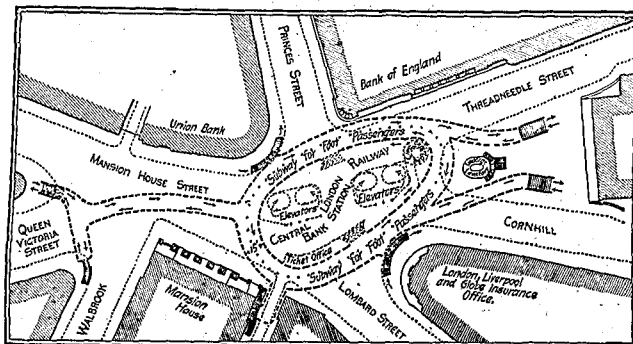 PRINCES STREET
Bank of England
THREADNEEDLE STREET
Union Bank
MANSION HOUSE STREET
"Subway For Foot Passengers
RAILWAY
Elevators
LONDON
Elevators
CENTRAL
BANK STATION
Ticket Office
"Subway For Foot Passengers
QUEEN
VICTORIA
STREET
CORNHILL
WALBROOK
Mansion
House
LOMBARD STREET
London, Liverpool
and Globe Insurance
Office.